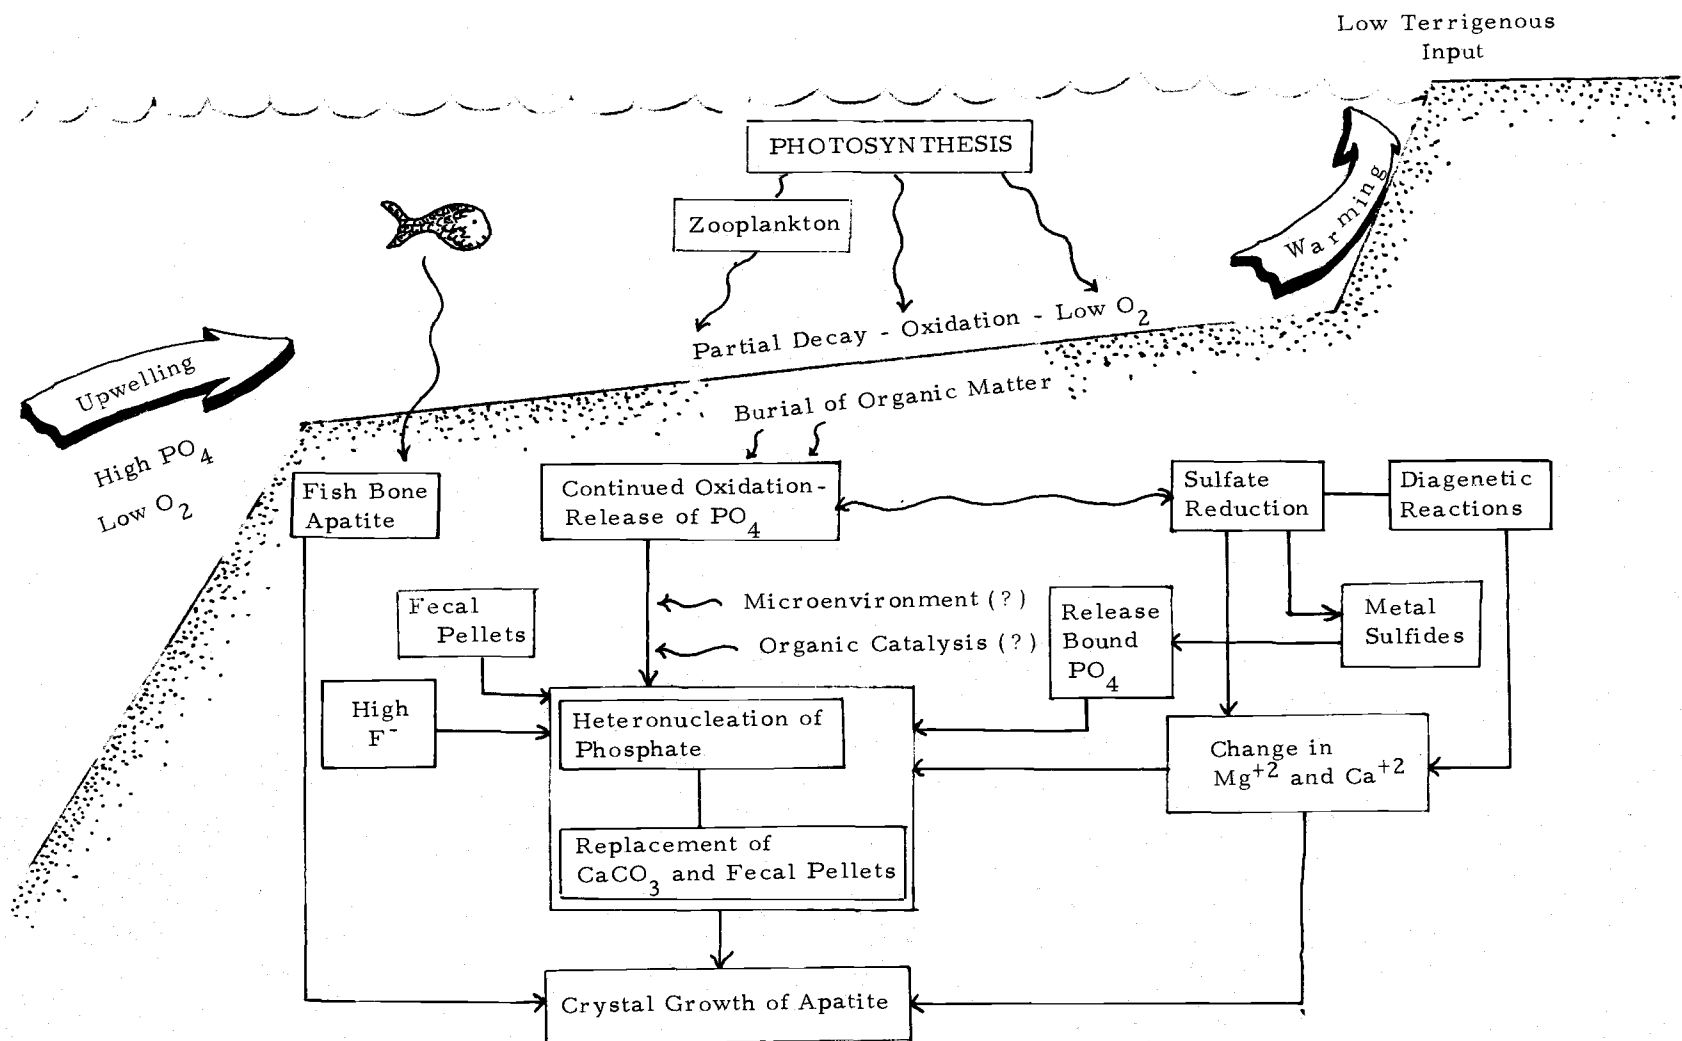 Low Terrigenous
Input
PHOTOSYNTHESIS
Zooplankton
Warming
Upwelling
High PO4
Low O2
Partial Decay - Oxidation - Low O2
Burial of Organic Matter
Fish Bone
Apatite
Continued Oxidation-
Release of PO4
Sulfate
Reduction
Diagenetic
Reactions
Fecal
Pellets
Microenvironment (?)
Organic Catalysis (?)
Release
Bound
PO4
Metal
Sulfides
High
F-
Heteronucleation of
Phosphate
Change in
Mg+2 and Ca+2
Replacement of
CaCO3 and Fecal Pellets
Crystal Growth of Apatite